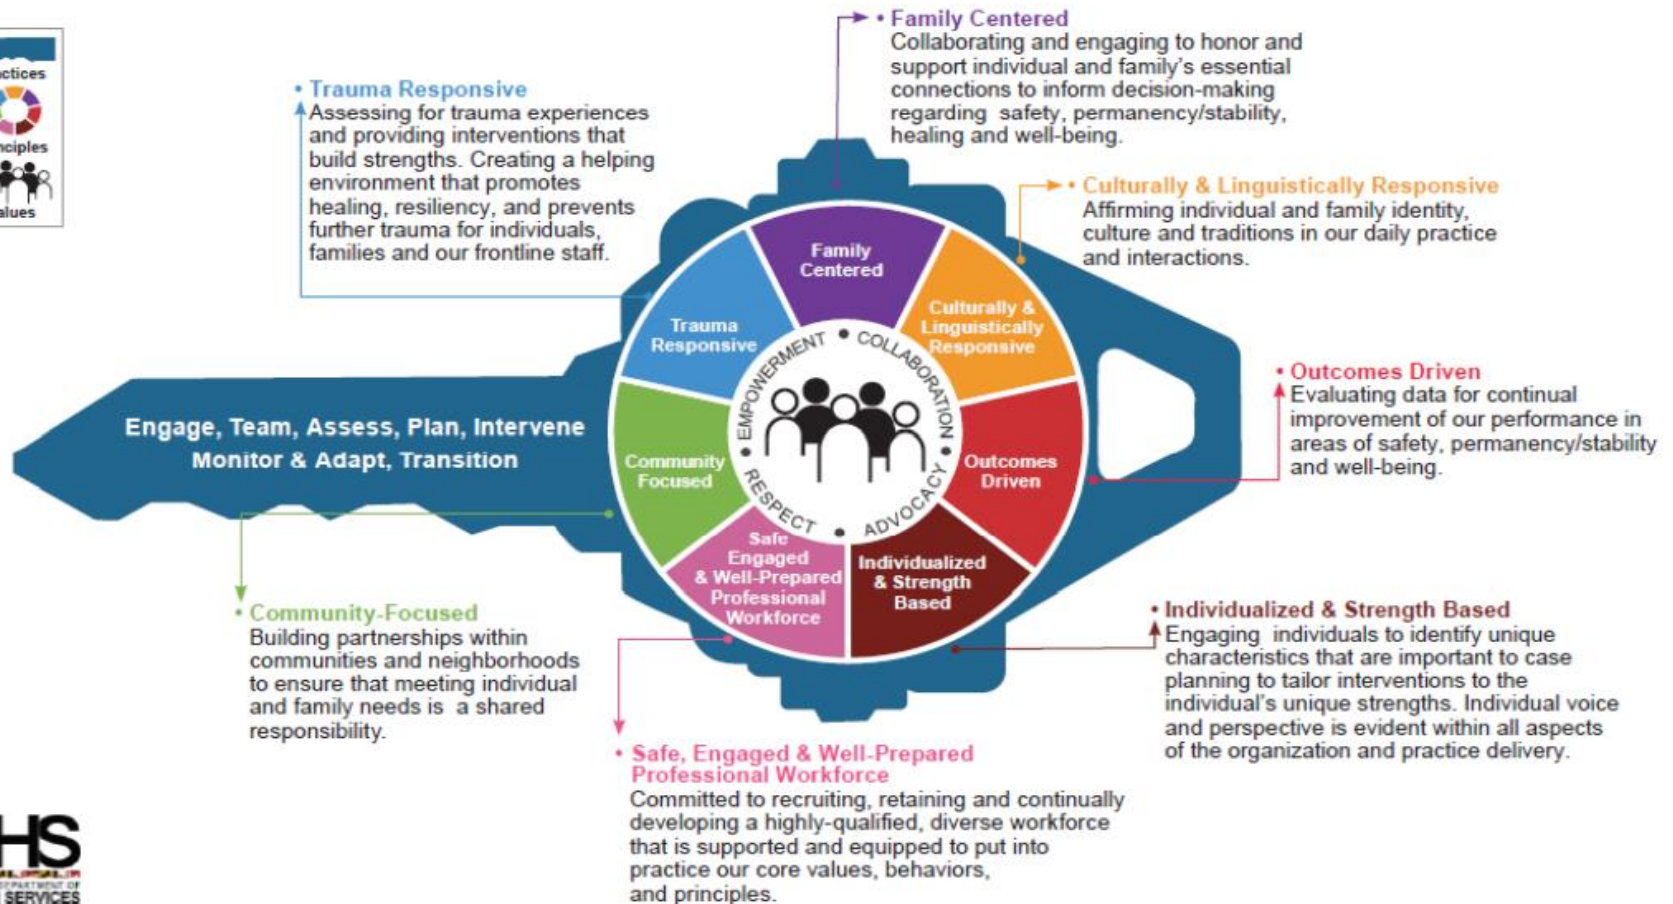 • Family Centered
Collaborating and engaging to honor and
support individual and family's essential
connections to inform decision-making
regarding safety, permanency/stability,
healing and well-being.
• Trauma Responsive
Assessing for trauma experiences
and providing interventions that
build strengths. Creating a helping
environment that promotes
healing, resiliency, and prevents
further trauma for individuals,
families and our frontline staff.
• Culturally & Linguistically Responsive
Affirming individual and family identity,
culture and traditions in our daily practice
and interactions.
Family
Centered
Culturally &
Linguistically
Responsive
Trauma
Responsive
EMPOWERMENT • COLLABORATION •
ADVOCACY • RESPECT •
• Outcomes Driven
Evaluating data for continual
improvement of our performance in
areas of safety, permanency/stability
and well-being.
Engage, Team, Assess, Plan, Intervene
Monitor & Adapt, Transition
Community
Focused
Outcomes
Driven
Safe
Engaged
& Well-Prepared
Professional
Workforce
Individualized
& Strength
Based
• Community-Focused
Building partnerships within
communities and neighborhoods
to ensure that meeting individual
and family needs is a shared
responsibility.
• Individualized & Strength Based
Engaging individuals to identify unique
characteristics that are important to case
planning to tailor interventions to the
individual's unique strengths. Individual voice
and perspective is evident within all aspects
of the organization and practice delivery.
• Safe, Engaged & Well-Prepared
Professional Workforce
Committed to recruiting, retaining and continually
developing a highly-qualified, diverse workforce
that is supported and equipped to put into
practice our core values, behaviors,
and principles.
HS
DEPARTMENT OF
SERVICES